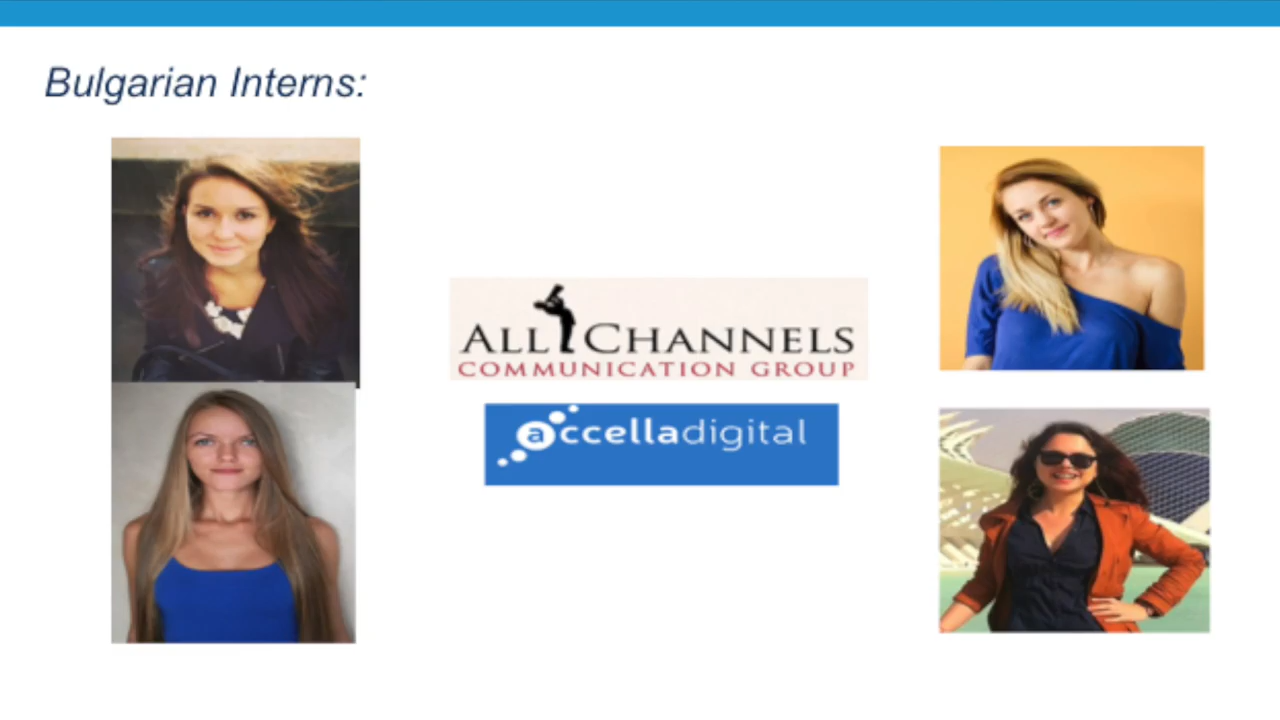 Bulgarian Interns:
ALL CHANNELS
COMMUNICATION GROUP
accelladigital